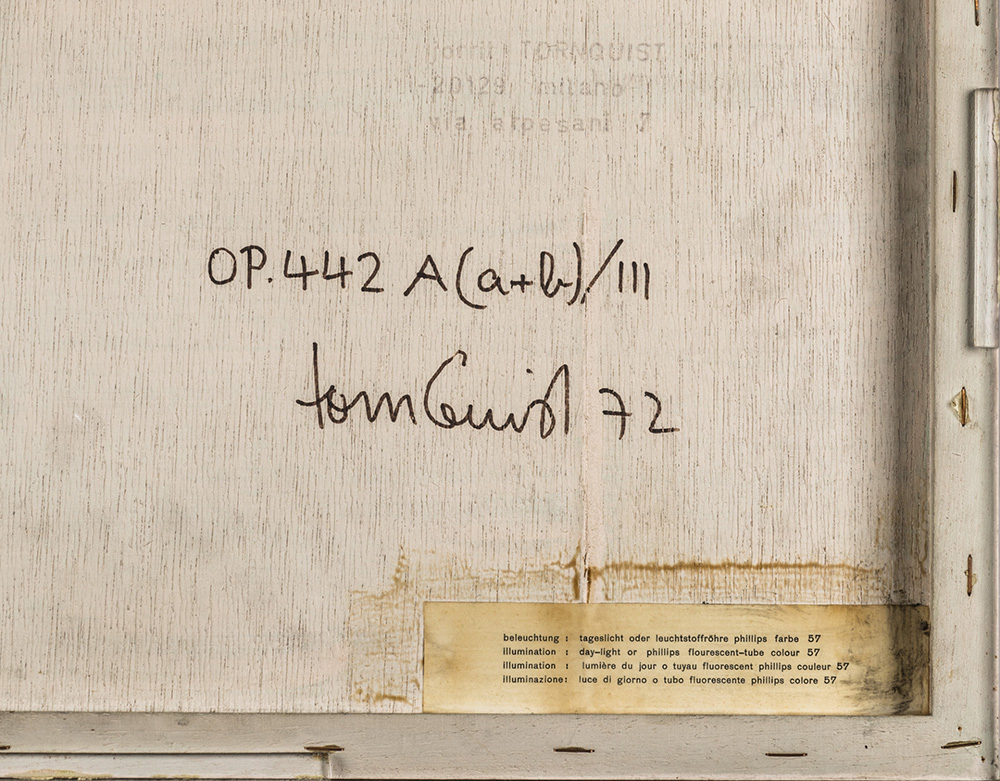 jorrit TORNQUIST
20129 milano
via alpesani 7
OP.442 A(a+b)/III
tornQuist 72
beleuchtung : tageslicht oder leuchtstoffröhre phillips farbe 57
illumination : day-light or phillips flourescent-tube colour 57
illumination : lumière du jour o tuyau fluorescent phillips couleur 57
illuminazione: luce di giorno o tubo fluorescente phillips colore 57